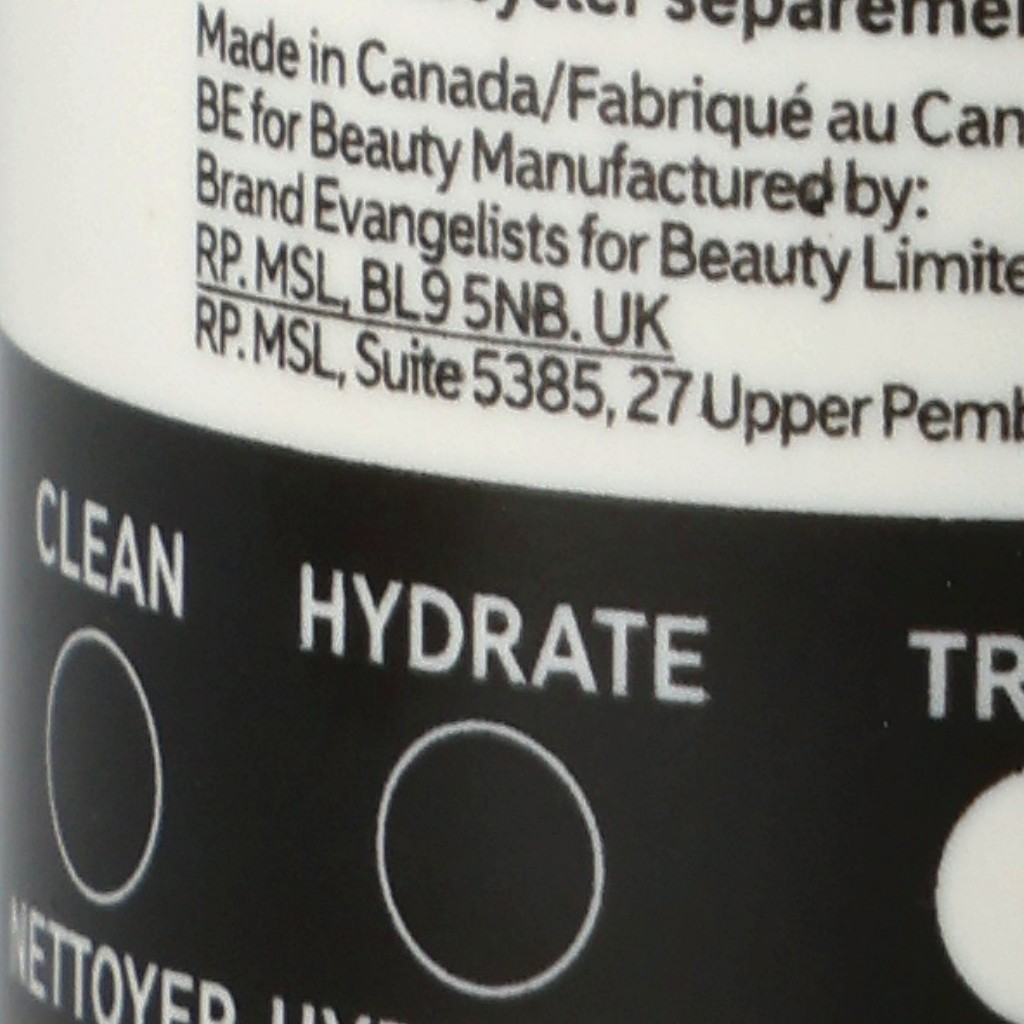 Made in Canada/Fabriqué au Can
BE for Beauty Manufactured by:
Brand Evangelists for Beauty Limite
RP. MSL, BL9 5NB. UK
RP. MSL, Suite 5385, 27 Upper Pemb
CLEAN
HYDRATE
TR
NETTOYER